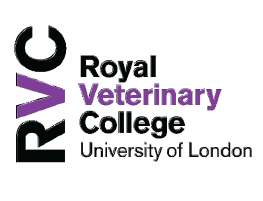 RVC
Royal
Veterinary
College
University of London